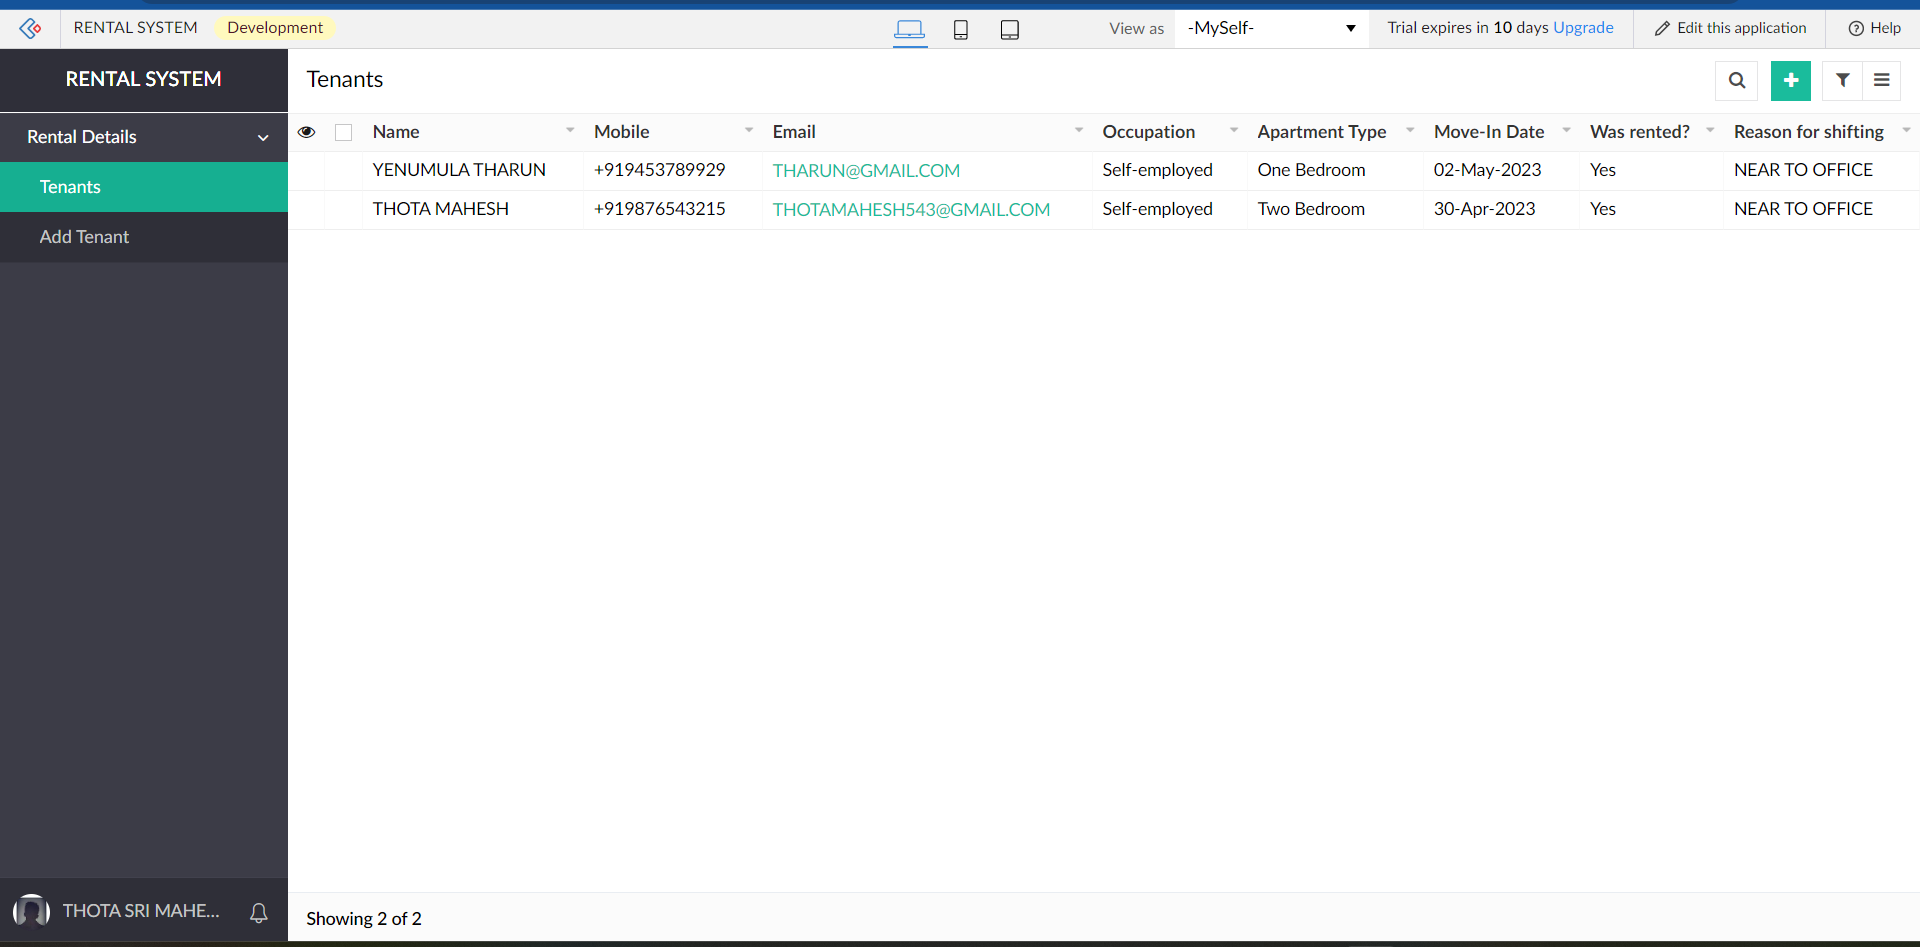 RENTAL SYSTEM Development View as -MySelf- Trial expires in 10 days Upgrade Edit this application Help
RENTAL SYSTEM
Rental Details
Tenants
Add Tenant
Tenants
Name Mobile Email Occupation Apartment Type Move-In Date Was rented? Reason for shifting
YENUMULA THARUN +919453789929 THARUN@GMAIL.COM Self-employed One Bedroom 02-May-2023 Yes NEAR TO OFFICE
THOTA MAHESH +919876543215 THOTAMAHESH543@GMAIL.COM Self-employed Two Bedroom 30-Apr-2023 Yes NEAR TO OFFICE
THOTA SRI MAHE...
Showing 2 of 2